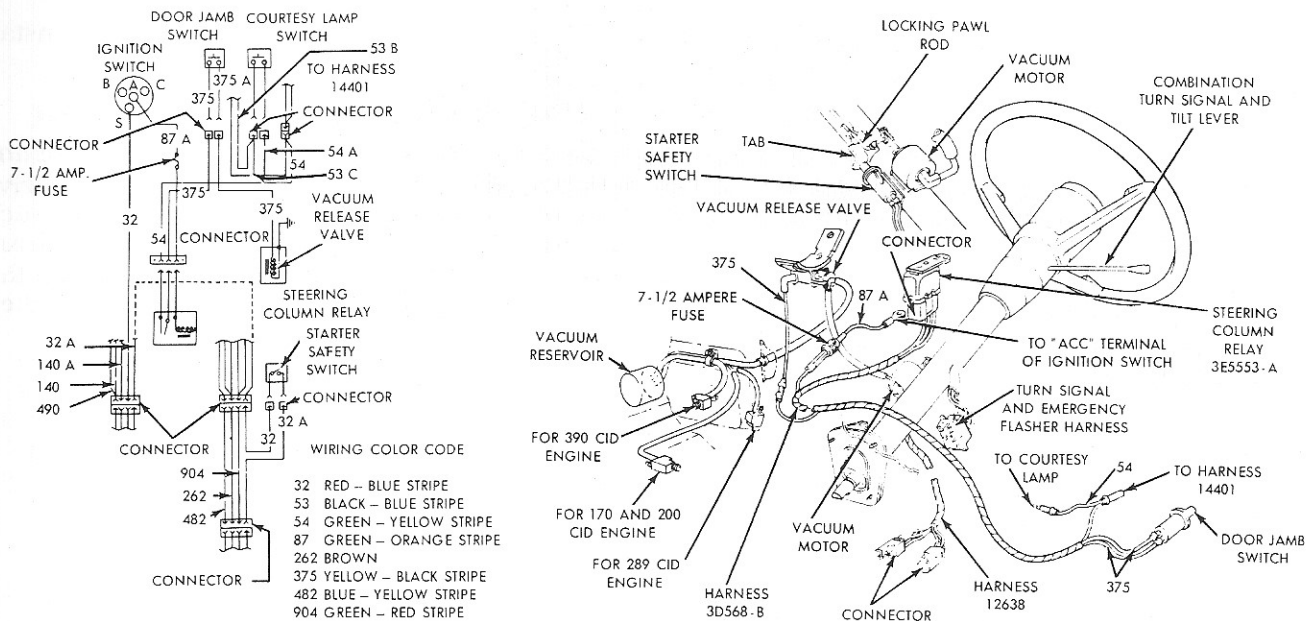 DOOR JAMB
SWITCH
COURTESY LAMP
SWITCH
53 B
IGNITION
SWITCH
TO HARNESS
14401
B
A
C
375
375 A
CONNECTOR
S
CONNECTOR
87 A
54 A
54
7-1/2 AMP.
FUSE
53 C
375
375
VACUUM
RELEASE
VALVE
32
54
CONNECTOR
STEERING
COLUMN RELAY
STARTER
SAFETY
SWITCH
32 A
140 A
140
490
CONNECTOR
32
32 A
CONNECTOR
WIRING COLOR CODE
904
262
482
CONNECTOR
32 RED – BLUE STRIPE
53 BLACK – BLUE STRIPE
54 GREEN – YELLOW STRIPE
87 GREEN – ORANGE STRIPE
262 BROWN
375 YELLOW – BLACK STRIPE
482 BLUE – YELLOW STRIPE
904 GREEN – RED STRIPE
LOCKING PAWL
ROD
VACUUM
MOTOR
COMBINATION
TURN SIGNAL AND
TILT LEVER
STARTER
SAFETY
SWITCH
TAB
VACUUM RELEASE VALVE
CONNECTOR
375
7-1/2 AMPERE
FUSE
87 A
STEERING
COLUMN
RELAY
3E5553-A
VACUUM
RESERVOIR
TO "ACC" TERMINAL
OF IGNITION SWITCH
TURN SIGNAL
AND EMERGENCY
FLASHER HARNESS
FOR 390 CID
ENGINE
TO COURTESY
LAMP
54
TO HARNESS
14401
FOR 170 AND 200
CID ENGINE
VACUUM
MOTOR
DOOR JAMB
SWITCH
FOR 289 CID
ENGINE
375
HARNESS
3D568-B
CONNECTOR
HARNESS
12638